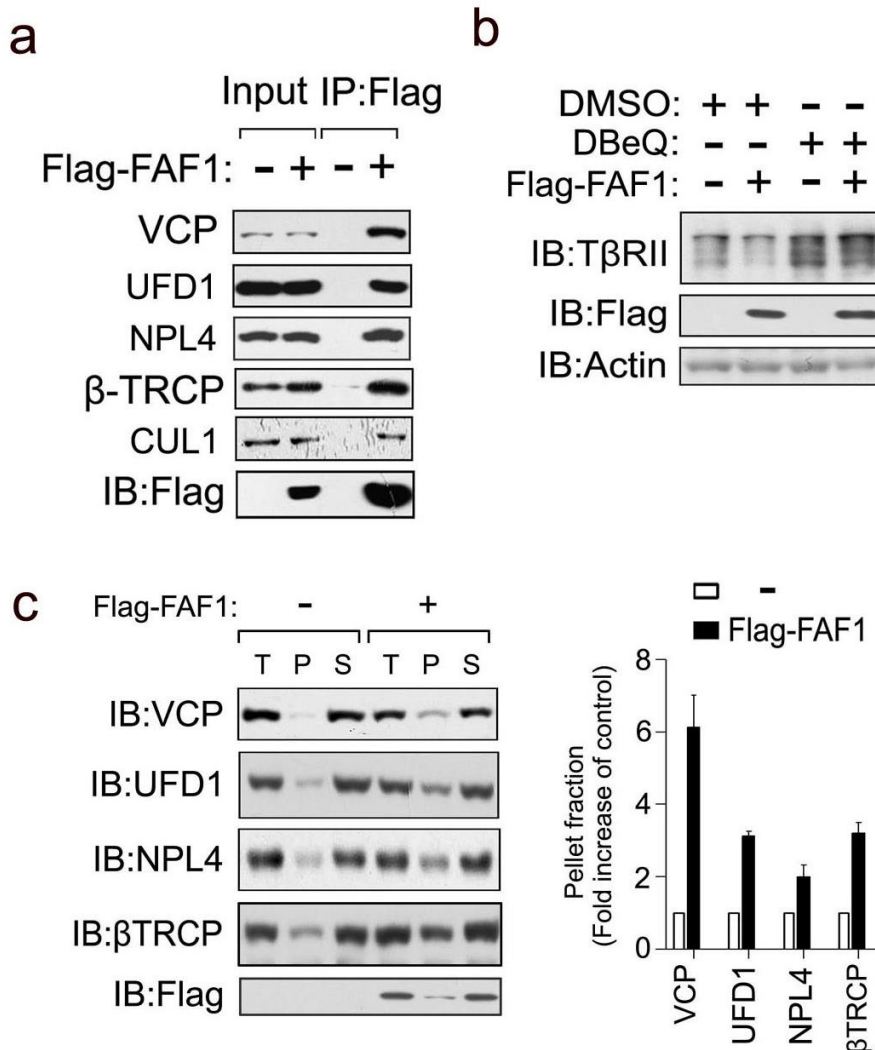 a
Input IP:Flag
Flag-FAF1: - + - +
VCP
UFD1
NPL4
β-TRCP
CUL1
IB:Flag
b
DMSO: + + - -
DBeQ: - - + +
Flag-FAF1: - + - +
IB:TβRII
IB:Flag
IB:Actin
c
Flag-FAF1: - +
T P S T P S
IB:VCP
IB:UFD1
IB:NPL4
IB:βTRCP
IB:Flag
-
Flag-FAF1
Pellet fraction
(Fold increase of control)
8
6
4
2
0
VCP
UFD1
NPL4
βTRCP